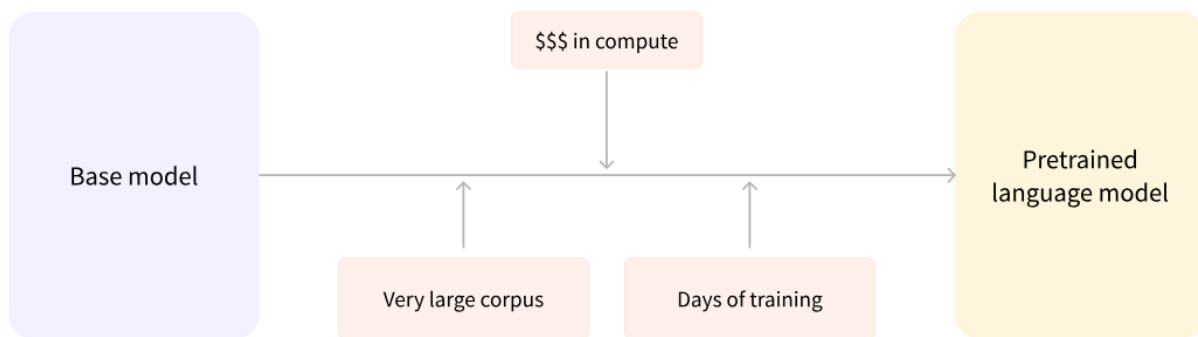 $$$ in compute
Base model
Pretrained
language model
Very large corpus
Days of training